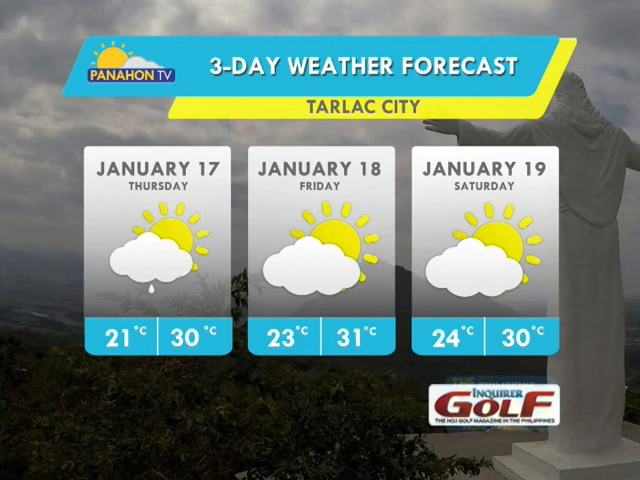 PANAHON TV
3-DAY WEATHER FORECAST
TARLAC CITY
JANUARY 17
THURSDAY
21°C
30°C
JANUARY 18
FRIDAY
23°C
31°C
JANUARY 19
SATURDAY
24°C
30°C
INQUIRER
GOLF
THE NO.1 GOLF MAGAZINE IN THE PHILIPPINES